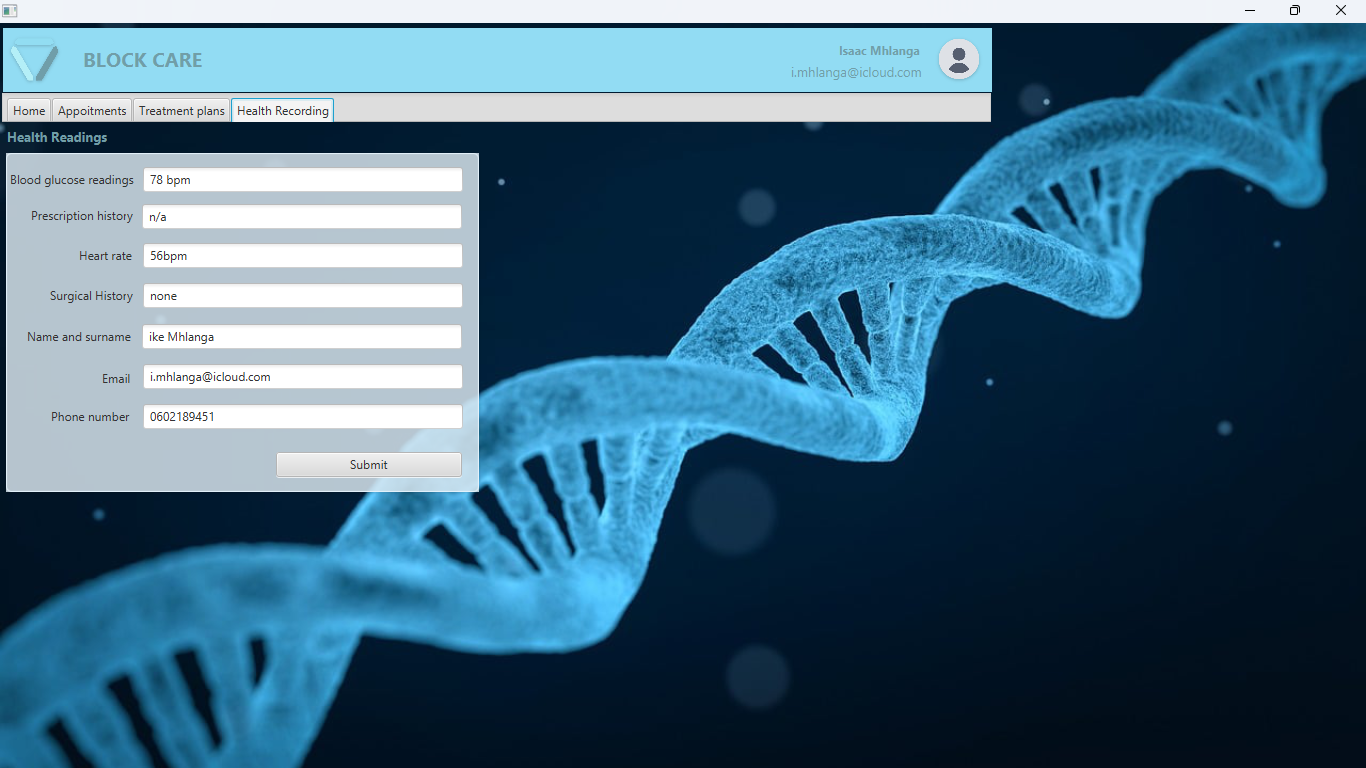 BLOCK CARE
Isaac Mhlanga
i.mhlanga@icloud.com
Home Appoitments Treatment plans Health Recording
Health Readings
Blood glucose readings 78 bpm
Prescription history n/a
Heart rate 56bpm
Surgical History none
Name and surname ike Mhlanga
Email i.mhlanga@icloud.com
Phone number 0602189451
Submit